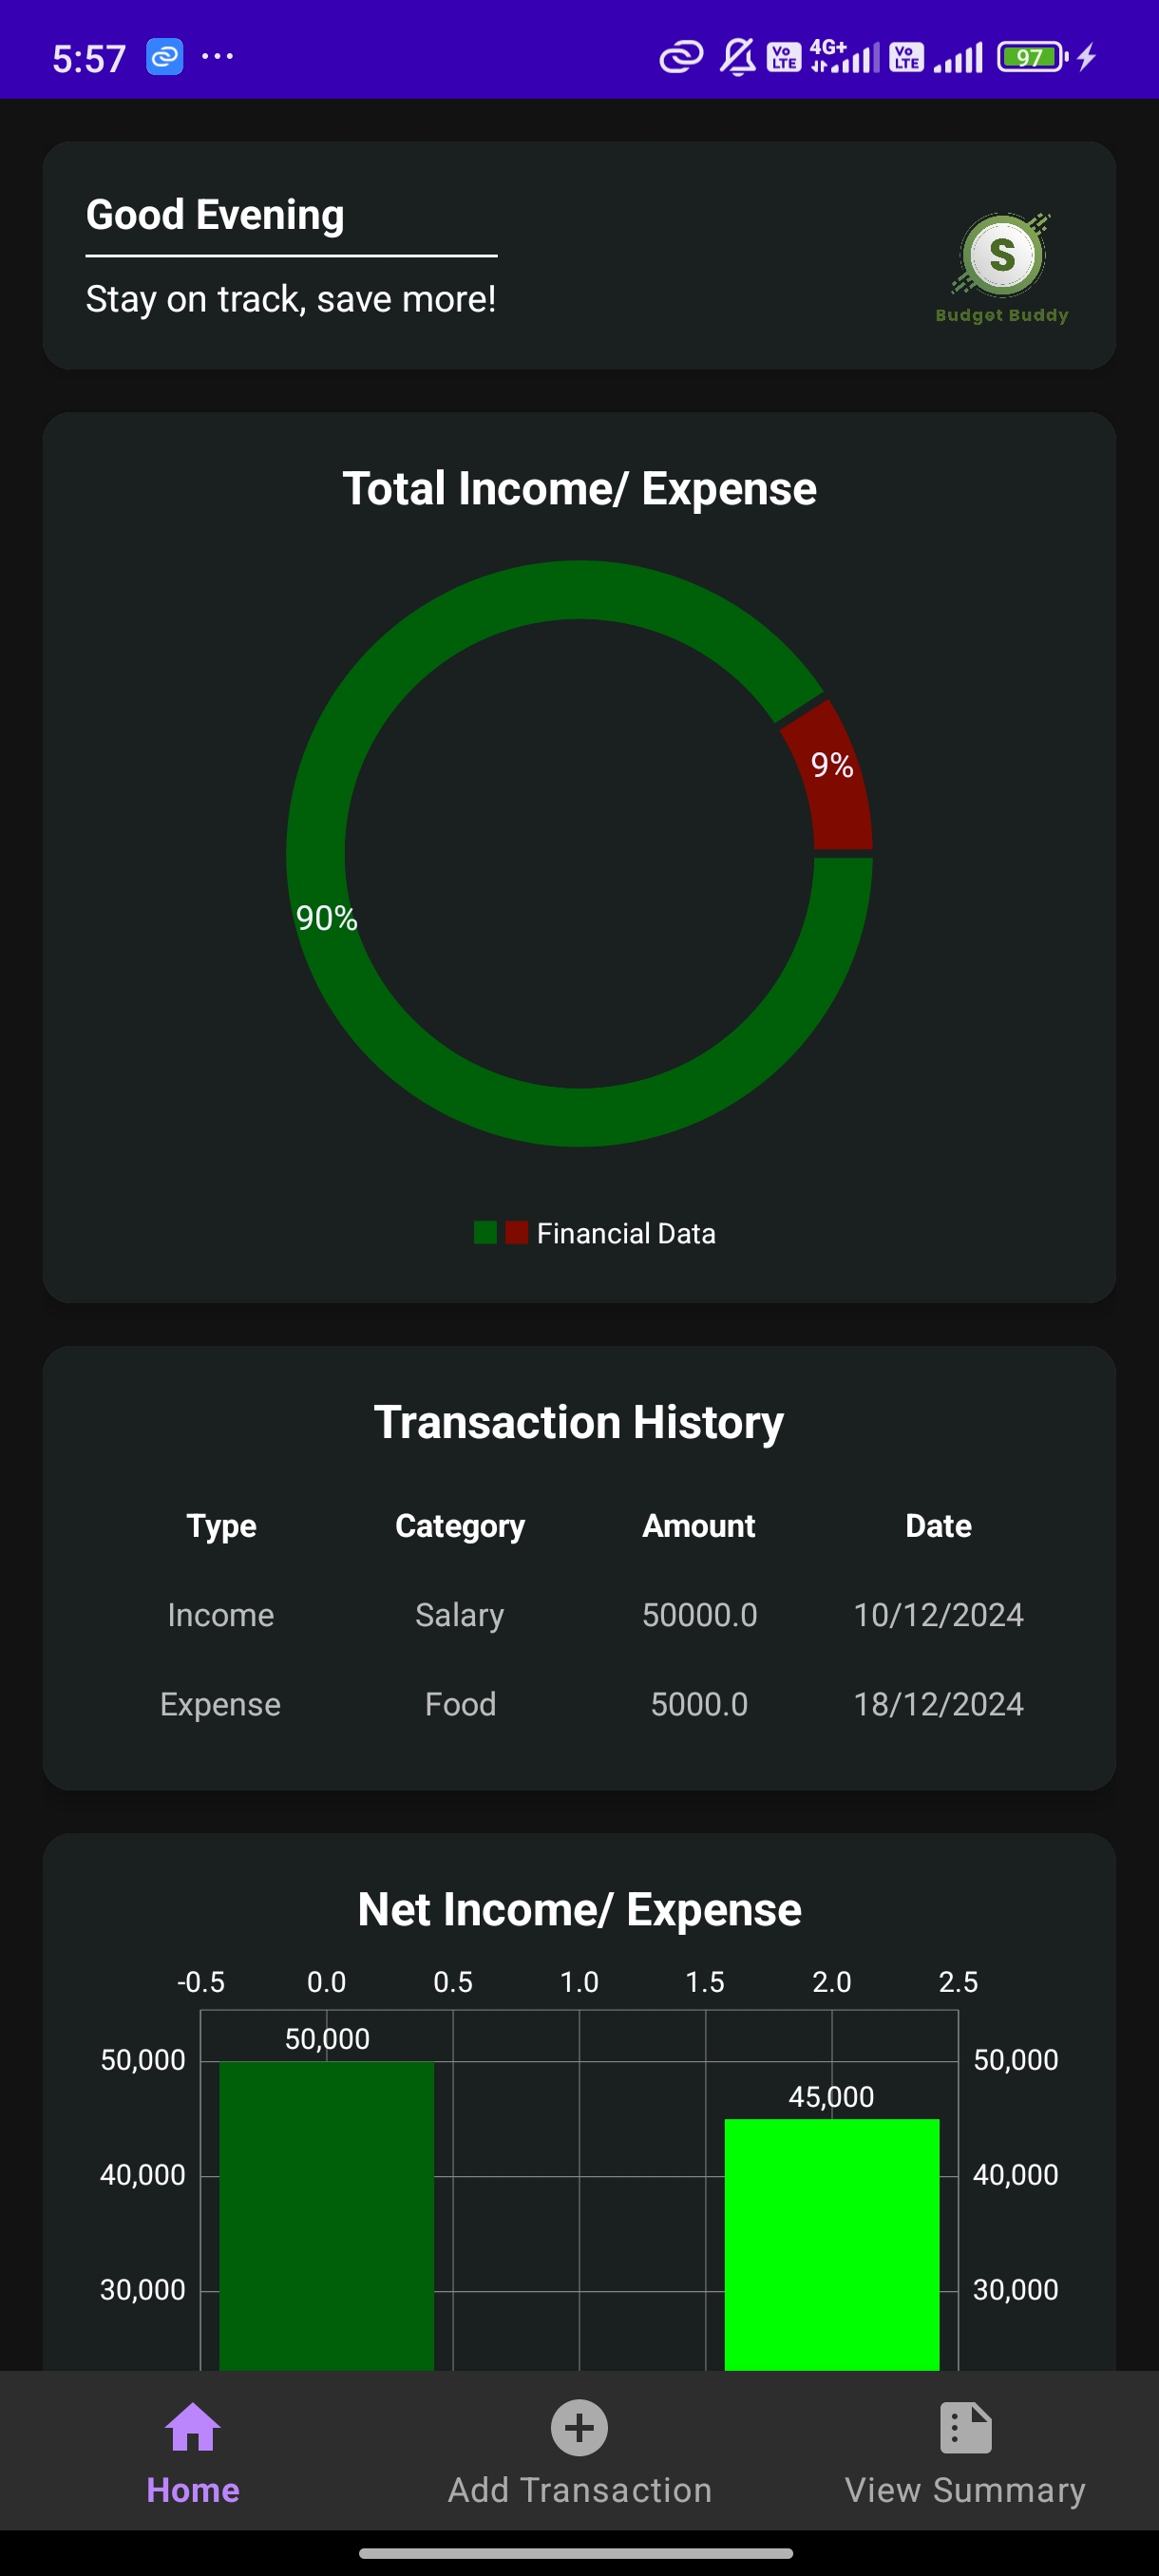 5:57 ...
Vo LTE 4G+ Vo LTE 97
Good Evening
Stay on track, save more!
S
Budget Buddy
Total Income/ Expense
9%
90%
Financial Data
Transaction History
Type Category Amount Date
Income Salary 50000.0 10/12/2024
Expense Food 5000.0 18/12/2024
Net Income/ Expense
-0.5 0.0 0.5 1.0 1.5 2.0 2.5
50,000
50,000 50,000
45,000
40,000 40,000
30,000 30,000
Home Add Transaction View Summary